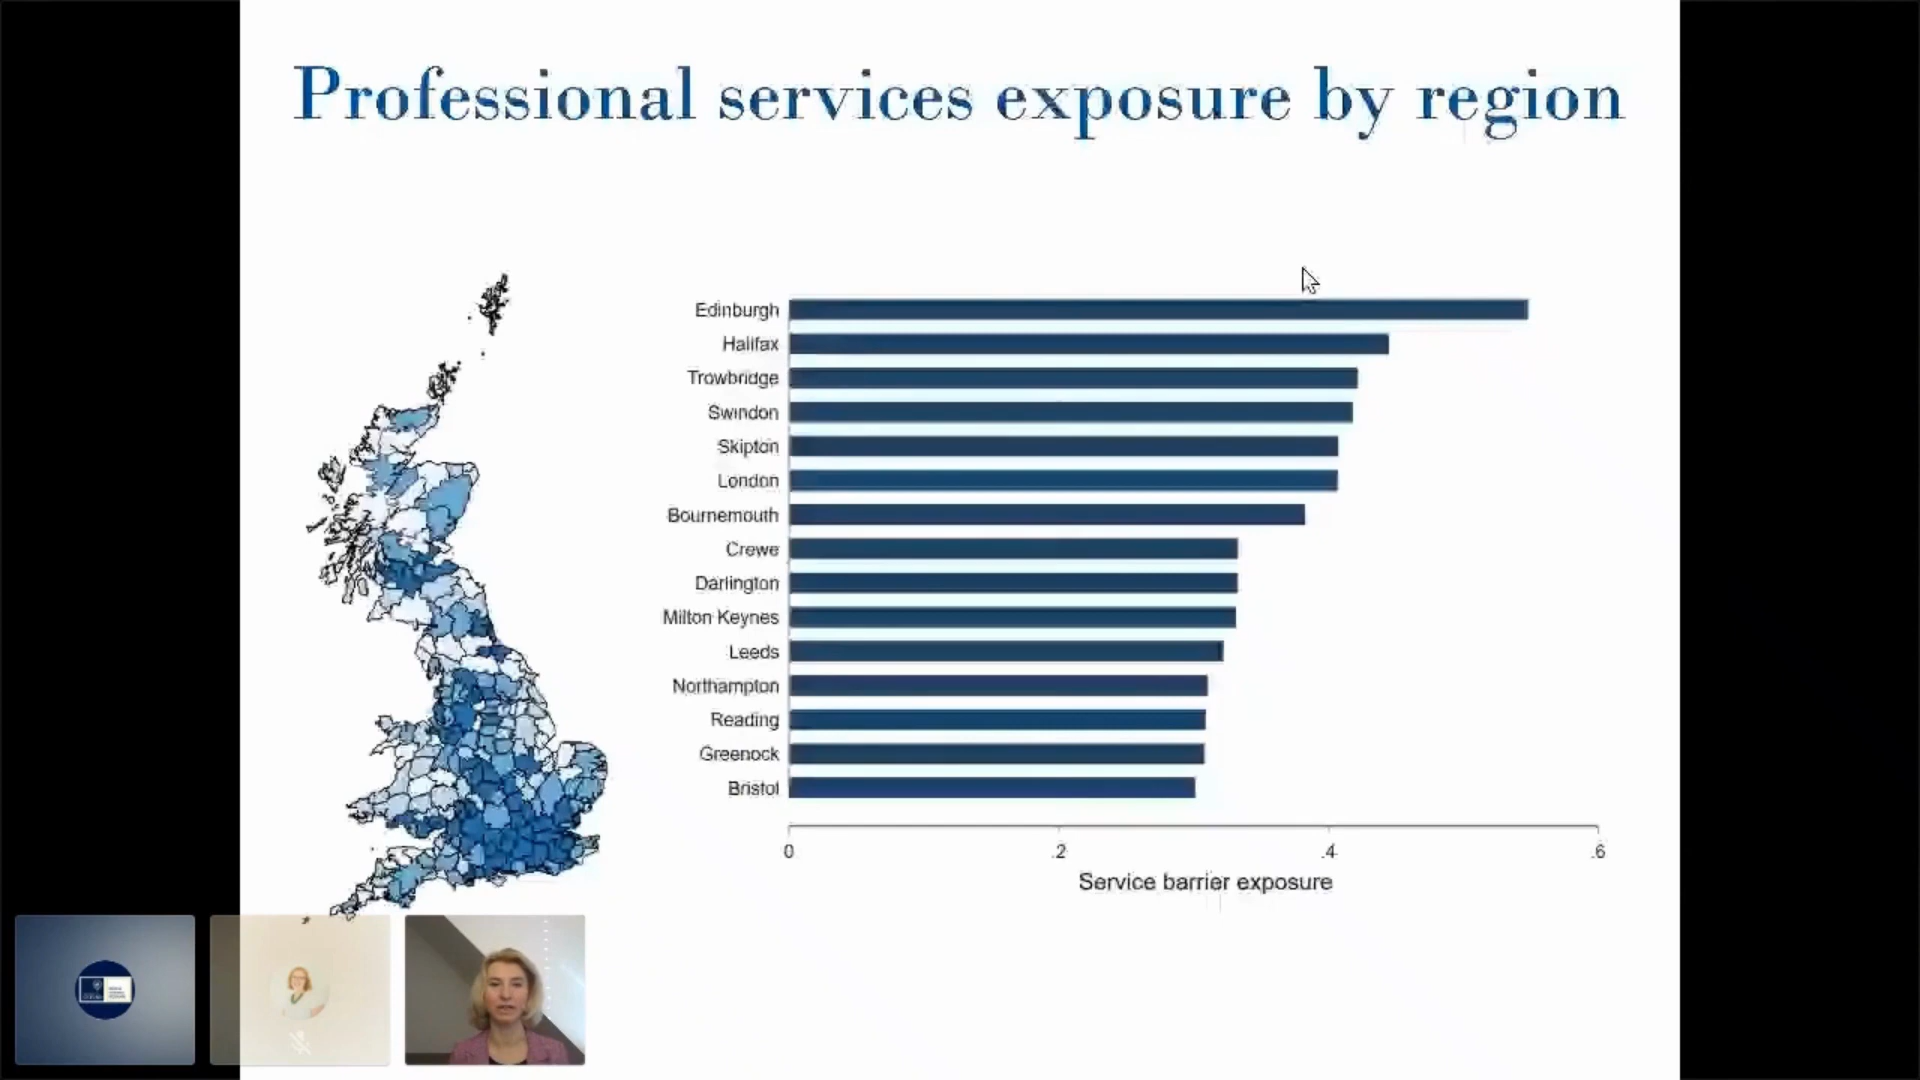 Professional services exposure by region
Edinburgh
Halifax
Trowbridge
Swindon
Skipton
London
Bournemouth
Crewe
Darlington
Milton Keynes
Leeds
Northampton
Reading
Greenock
Bristol
0 .2 .4 .6
Service barrier exposure